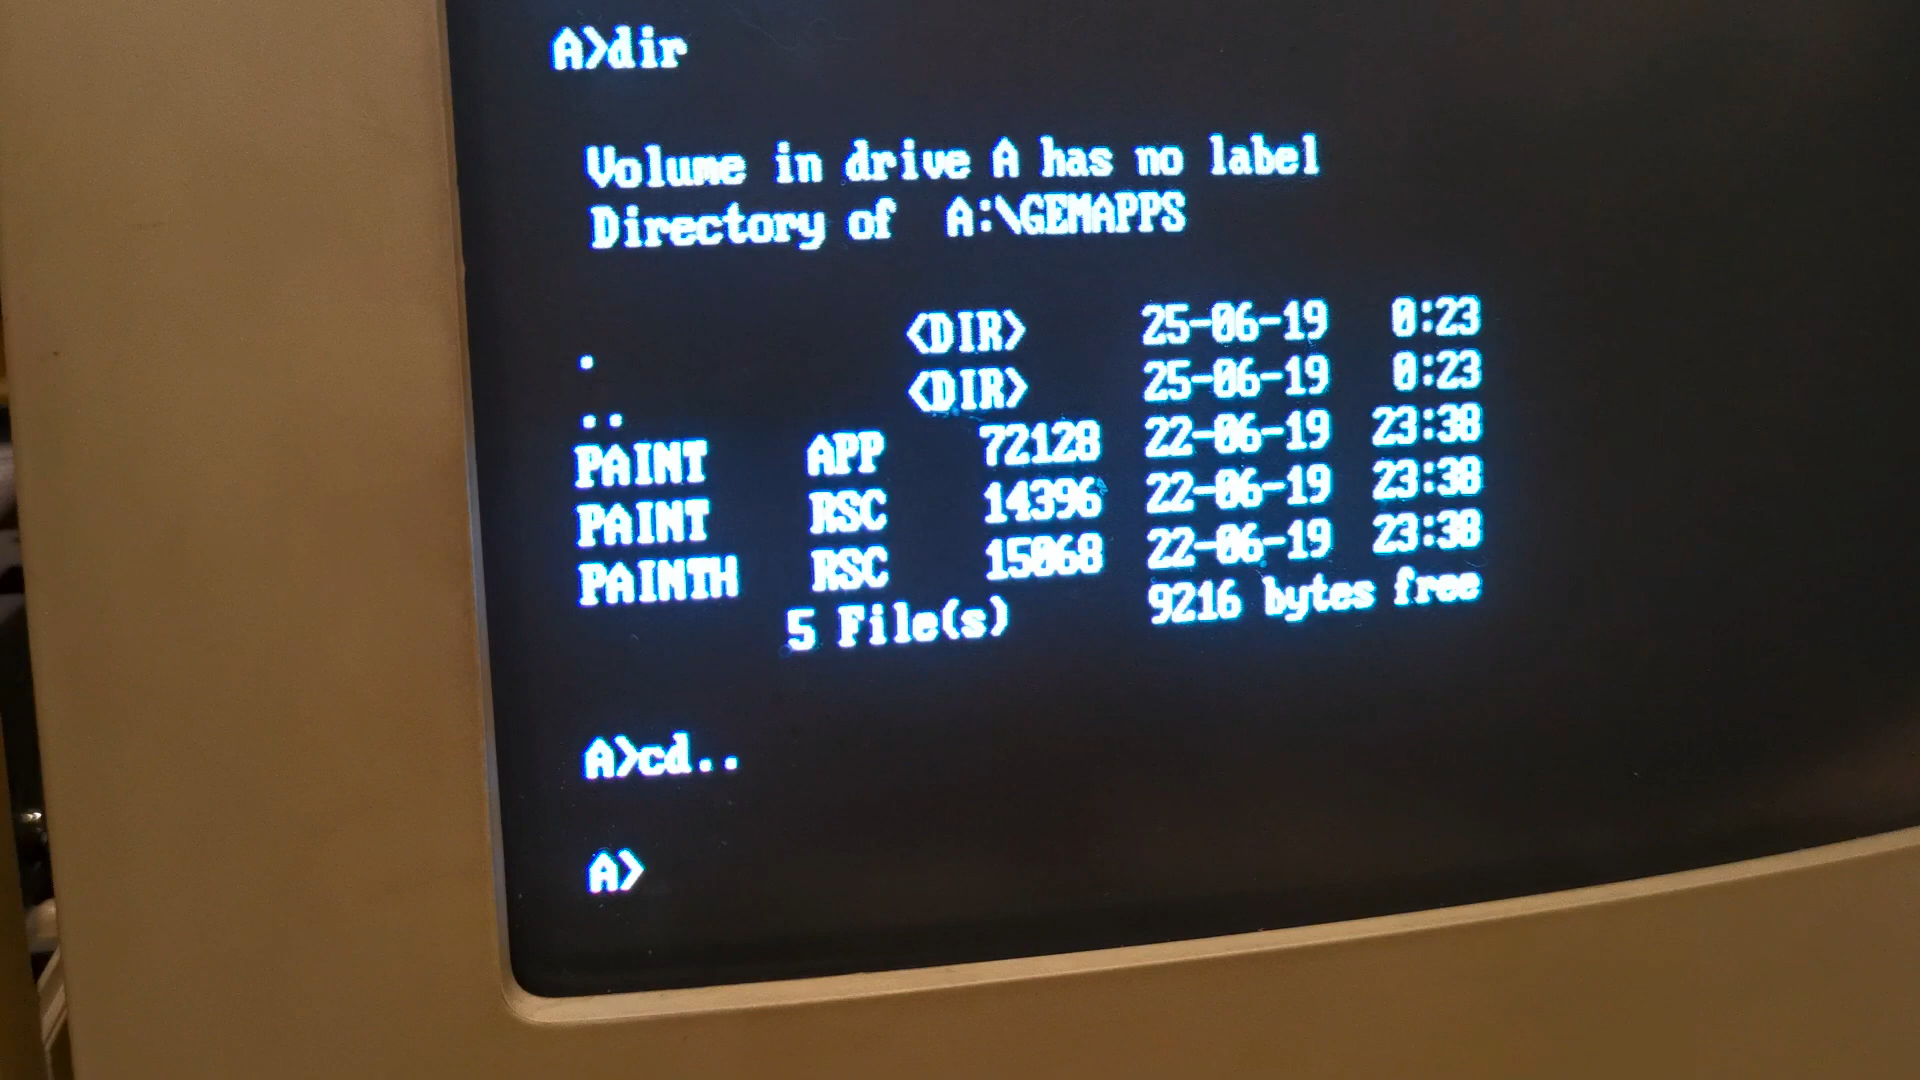 A>dir
Volume in drive A has no label
Directory of  A:\GEMAPPS
.            <DIR>     25-06-19   0:23
..           <DIR>     25-06-19   0:23
PAINT    APP    72128  22-06-19  23:38
PAINT    RSC    14396  22-06-19  23:38
PAINTH   RSC    15068  22-06-19  23:38
5 File(s)      9216 bytes free
A>cd..
A>